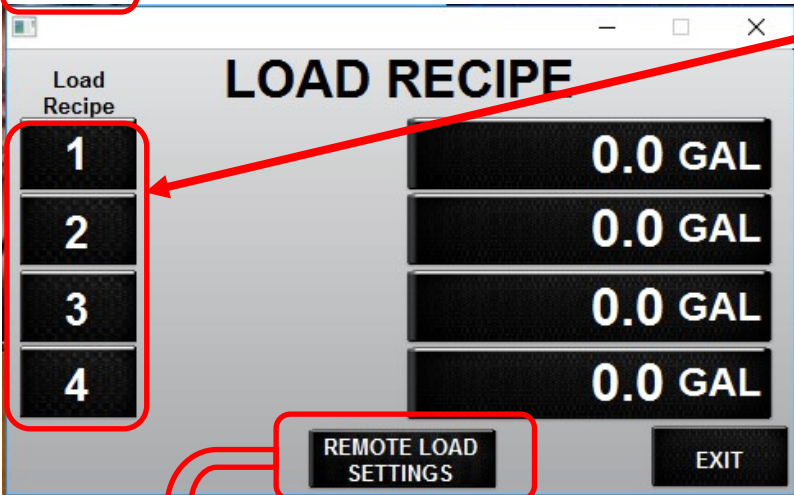 LOAD RECIPE
Load
Recipe
1 0.0 GAL
2 0.0 GAL
3 0.0 GAL
4 0.0 GAL
REMOTE LOAD
SETTINGS
EXIT